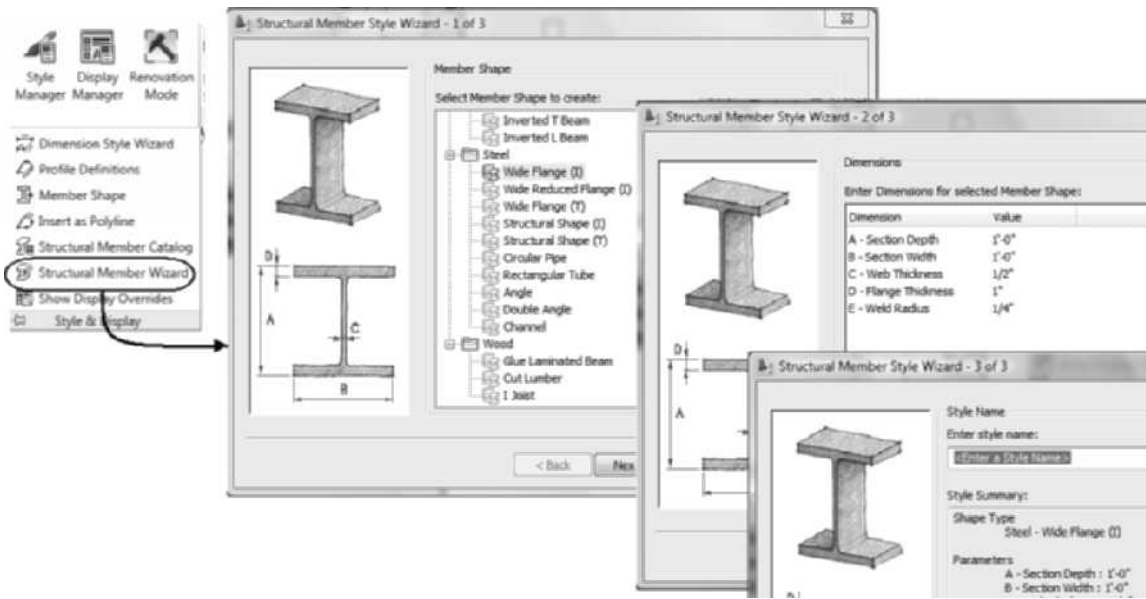 Style Manager
Display Manager
Renovation Mode
Dimension Style Wizard
Profile Definitions
Member Shape
Insert as Polyline
Structural Member Catalog
Structural Member Wizard
Show Display Overrides
Style & Display
Structural Member Style Wizard - 1 of 3
Member Shape
Select Member Shape to create:
Inverted T Beam
Inverted L Beam
Steel
Wide Flange (I)
Wide Reduced Flange (I)
Wide Flange (T)
Structural Shape (I)
Structural Shape (T)
Circular Pipe
Rectangular Tube
Angle
Double Angle
Channel
Wood
Glue Laminated Beam
Cut Lumber
I Joist
D
A
C
B
< Back
Nex
Structural Member Style Wizard - 2 of 3
Dimensions
Enter Dimensions for selected Member Shape:
Dimension Value
A - Section Depth 1'-0"
B - Section Width 1'-0"
C - Web Thickness 1/2"
D - Flange Thickness 1"
E - Weld Radius 1/4"
D
A
Structural Member Style Wizard - 3 of 3
Style Name
Enter style name:
<Enter a Style Name>
Style Summary:
Shape Type
Steel - Wide Flange (I)
Parameters
A - Section Depth : 1'-0"
B - Section Width : 1'-0"
D